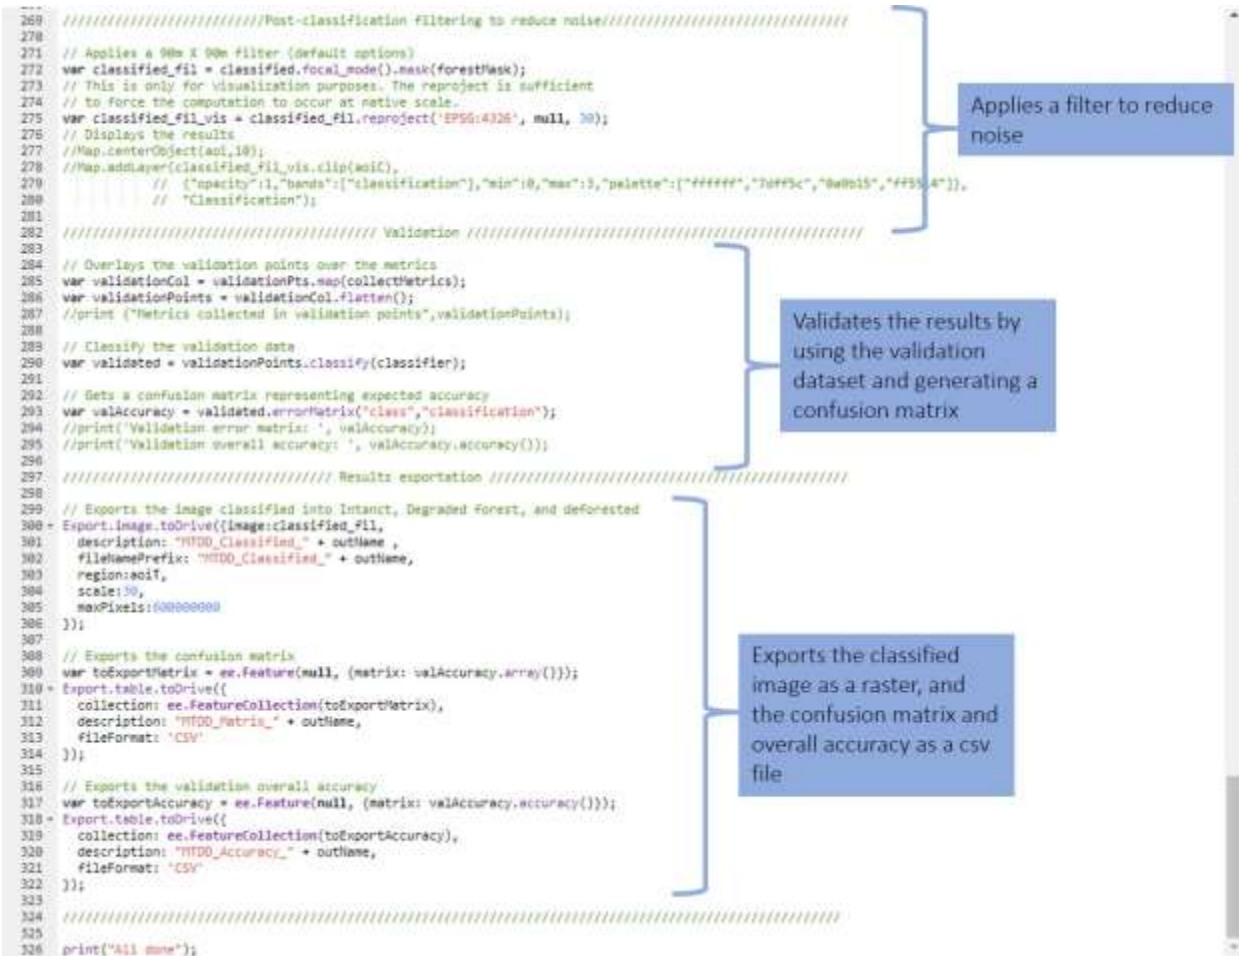 269 ///////////////////////////Post-classification filtering to reduce noise/////////////////////////////////
270
271 // Applies a 90m X 90m filter (default options)
272 var classified_fil = classified.focal_mode().mask(forestMask);
273 // This is only for visualization purposes. The reproject is sufficient
274 // to force the computation to occur at native scale.
275 var classified_fil_vis = classified_fil.reproject('EPSG:4326', null, 30);
276 // Displays the results
277 //Map.centerObject(aoi,10);
278 //Map.addLayer(classified_fil_vis.clip(aoiC),
279 // {"opacity":1,"bands":["classification"],"min":0,"max":3,"palette":["ffffff","7dff5c",
280 // "Classification");
281
282 ////////////////////////////////////////// Validation /////////////////////////////////////////////////////
283
284 // Overlays the validation points over the metrics
285 var validationCol = validationPts.map(collectMetrics);
286 var validationPoints = validationCol.flatten();
287 //print ("Metrics collected in validation points",validationPoints);
288
289 // Classify the validation data
290 var validated = validationPoints.classify(classifier);
291
292 // Gets a confusion matrix representing expected accuracy
293 var valAccuracy = validated.errorMatrix("class","classification");
294 //print('Validation error matrix: ', valAccuracy);
295 //print('Validation overall accuracy: ', valAccuracy.accuracy());
296
297 //////////////////////////////////// Results exportation ////////////////////////////////////////////////
298
299 // Exports the image classified into Intanct, Degraded Forest, and deforested
300 Export.image.toDrive({image:classified_fil,
301 description: "MTDD_Classified_" + outName ,
302 fileNamePrefix: "MTDD_Classified_" + outName,
303 region:aoiT,
304 scale:30,
305 maxPixels:600000000
306 });
307
308 // Exports the confusion matrix
309 var toExportMatrix = ee.Feature(null, {matrix: valAccuracy.array()});
310 Export.table.toDrive({
311 collection: ee.FeatureCollection(toExportMatrix),
312 description: "MTDD_Matrix_" + outName,
313 fileFormat: 'CSV'
314 });
315
316 // Exports the validation overall accuracy
317 var toExportAccuracy = ee.Feature(null, {matrix: valAccuracy.accuracy()});
318 Export.table.toDrive({
319 collection: ee.FeatureCollection(toExportAccuracy),
320 description: "MTDD_Accuracy_" + outName,
321 fileFormat: 'CSV'
322 });
323
324 /////////////////////////////////////////////////////////////////////////////////////////////////////////
325
326 print("All done");
Applies a filter to reduce
noise
Validates the results by
using the validation
dataset and generating a
confusion matrix
Exports the classified
image as a raster, and
the confusion matrix and
overall accuracy as a csv
file